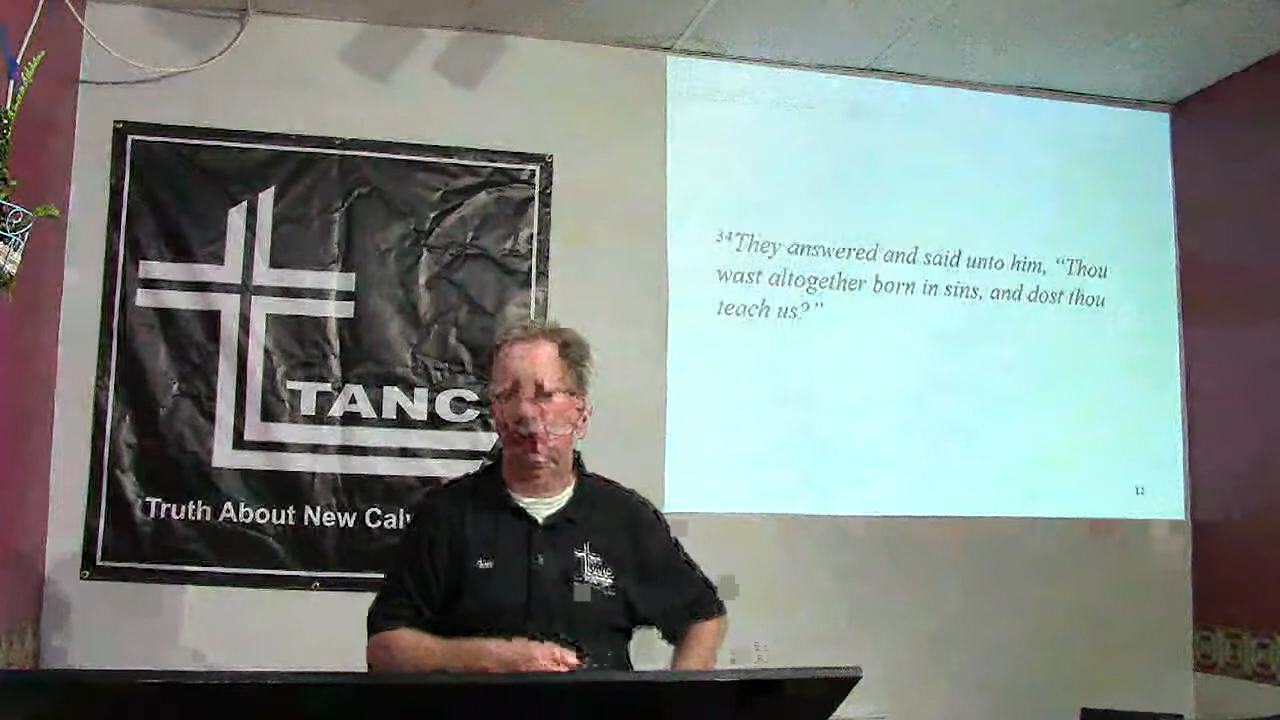 TANC
Truth About New Cal
³⁴They answered and said unto him, “Thou
wast altogether born in sins, and dost thou
teach us?”